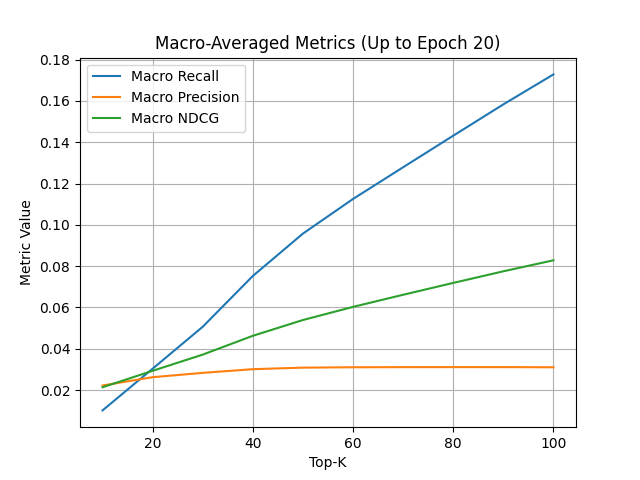 Macro-Averaged Metrics (Up to Epoch 20)
Macro Recall
Macro Precision
Macro NDCG
Metric Value
0.18
0.16
0.14
0.12
0.10
0.08
0.06
0.04
0.02
20 40 60 80 100
Top-K